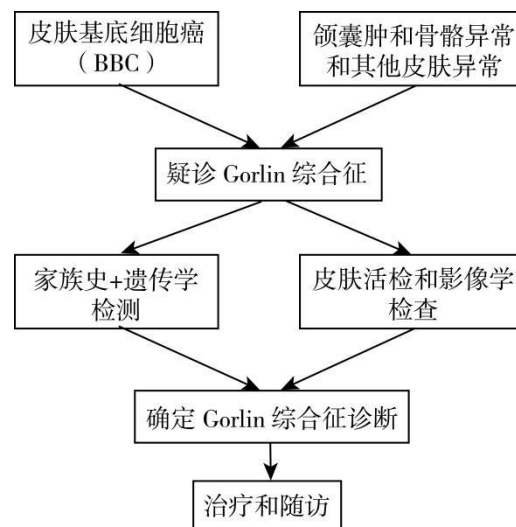 皮肤基底细胞癌
（BBC）
颌囊肿和骨骼异常
和其他皮肤异常
疑诊 Gorlin 综合征
家族史+遗传学
检测
皮肤活检和影像学
检查
确定 Gorlin 综合征诊断
治疗和随访